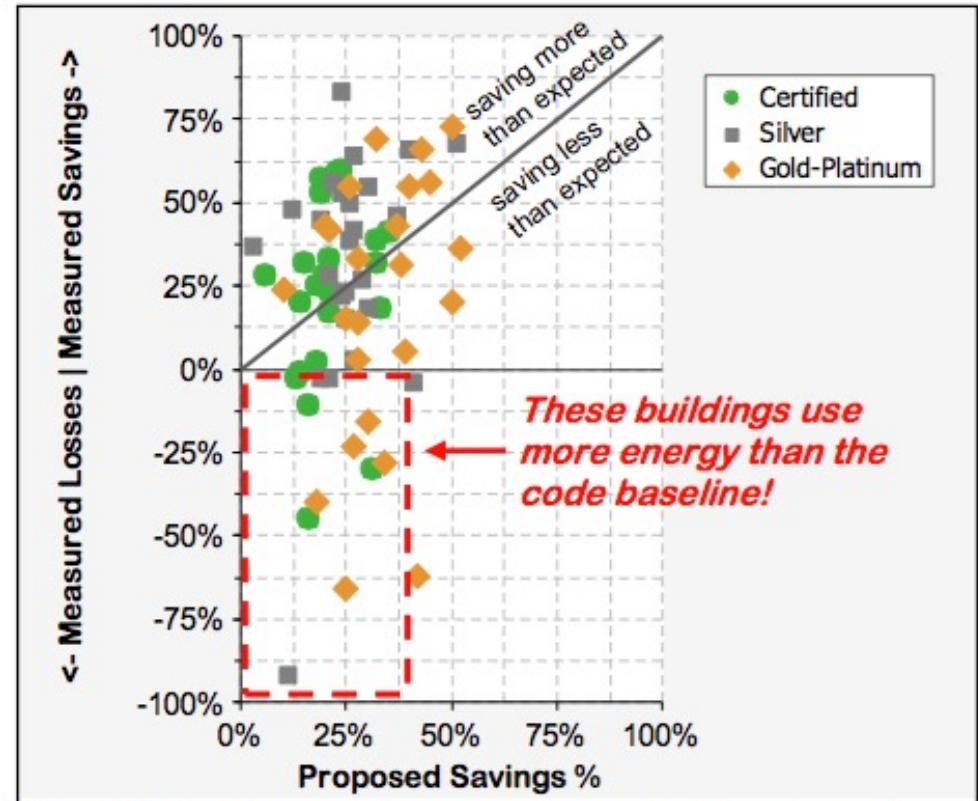 <- Measured Losses | Measured Savings ->
100%
75%
50%
25%
0%
-25%
-50%
-75%
-100%
saving more
than expected
saving less
than expected
Certified
Silver
Gold-Platinum
These buildings use
more energy than the
code baseline!
0%
25%
50%
75%
100%
Proposed Savings %